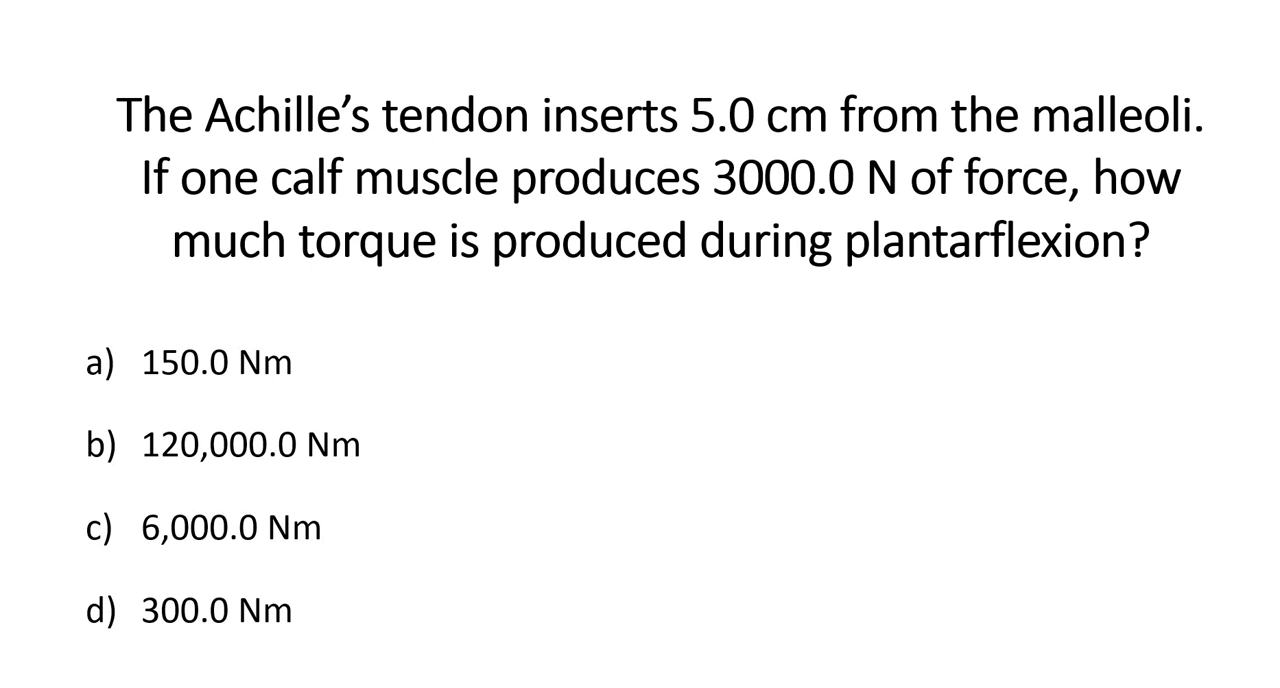 The Achille’s tendon inserts 5.0 cm from the malleoli.
If one calf muscle produces 3000.0 N of force, how
much torque is produced during plantarflexion?
a) 150.0 Nm
b) 120,000.0 Nm
c) 6,000.0 Nm
d) 300.0 Nm